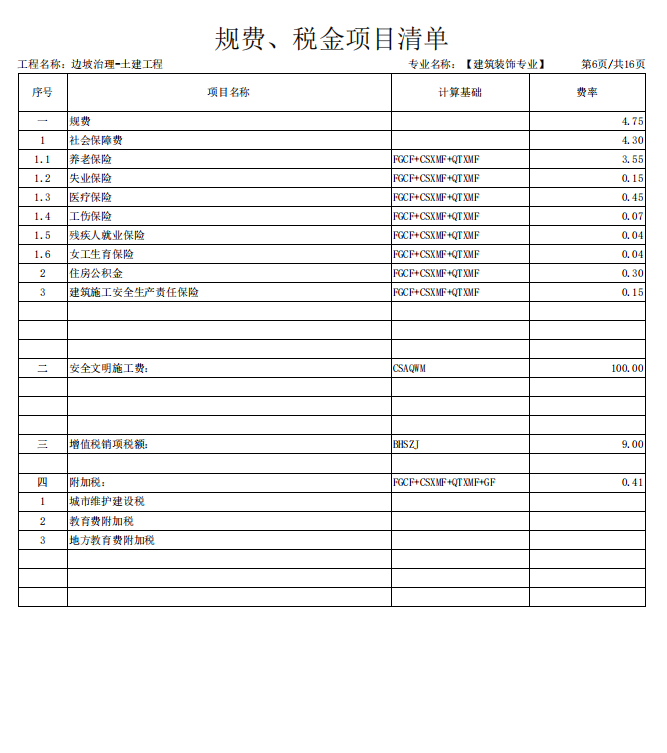 规费、税金项目清单
工程名称：边坡治理-土建工程 专业名称：【建筑装饰专业】 第6页/共16页
序号 项目名称 计算基础 费率
一 规费 4.75
1 社会保障费 4.30
1.1 养老保险 FGCF+CSXMF+QTXMF 3.55
1.2 失业保险 FGCF+CSXMF+QTXMF 0.15
1.3 医疗保险 FGCF+CSXMF+QTXMF 0.45
1.4 工伤保险 FGCF+CSXMF+QTXMF 0.07
1.5 残疾人就业保险 FGCF+CSXMF+QTXMF 0.04
1.6 女工生育保险 FGCF+CSXMF+QTXMF 0.04
2 住房公积金 FGCF+CSXMF+QTXMF 0.30
3 建筑施工安全生产责任保险 FGCF+CSXMF+QTXMF 0.15
二 安全文明施工费： CSAQWM 100.00
三 增值税销项税额： BHSZJ 9.00
四 附加税： FGCF+CSXMF+QTXMF+GF 0.41
1 城市维护建设税
2 教育费附加税
3 地方教育费附加税